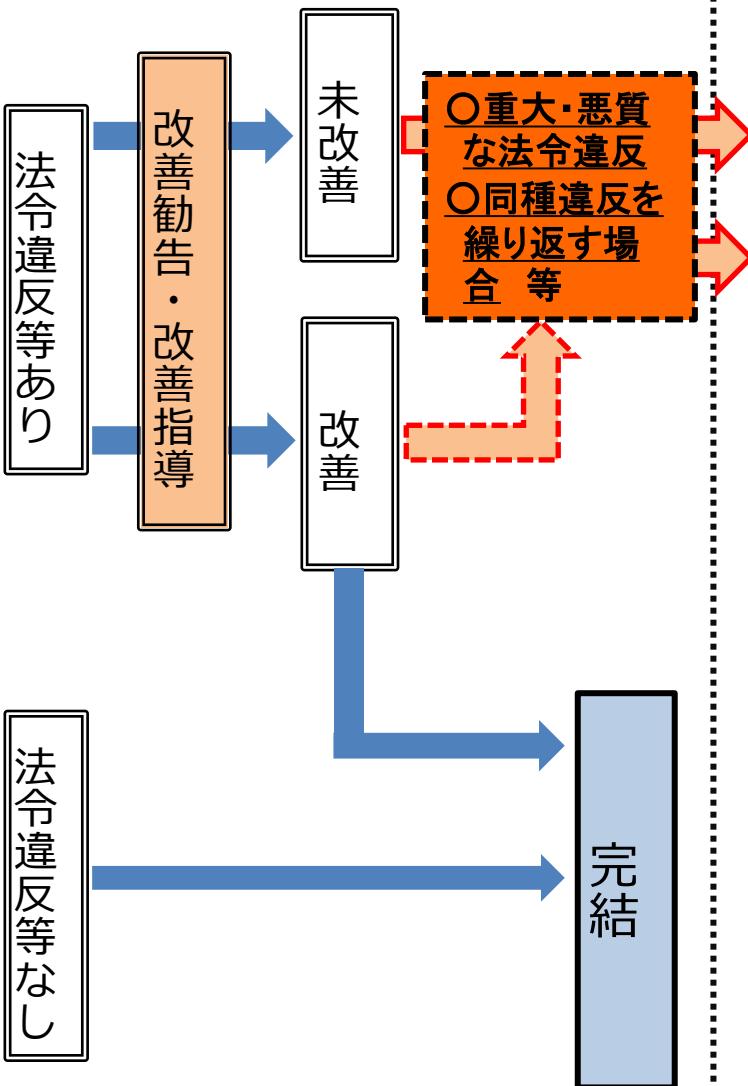 法令違反等あり
改善勧告・改善指導
未改善
○重大・悪質
な法令違反
○同種違反を
繰り返す場
合 等
改善
法令違反等なし
完結